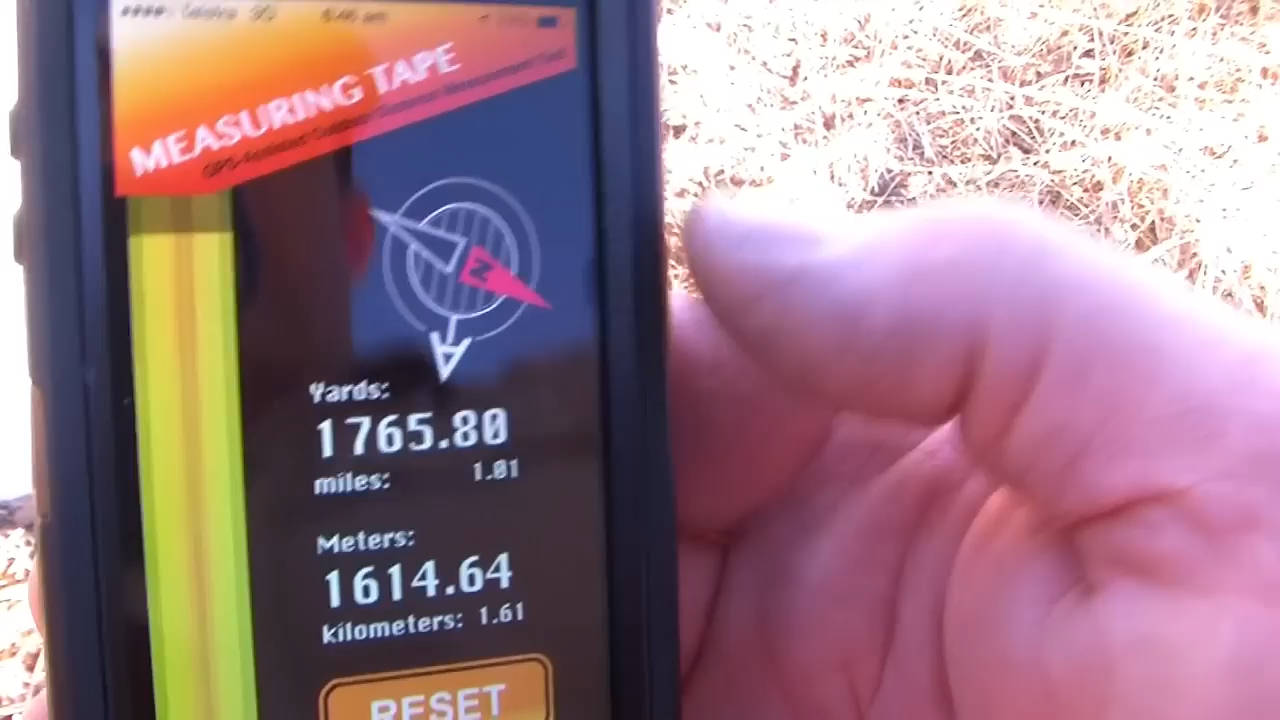 MEASURING TAPE
N
A
Yards:
1765.80
miles: 1.01
Meters:
1614.64
kilometers: 1.61
RESET